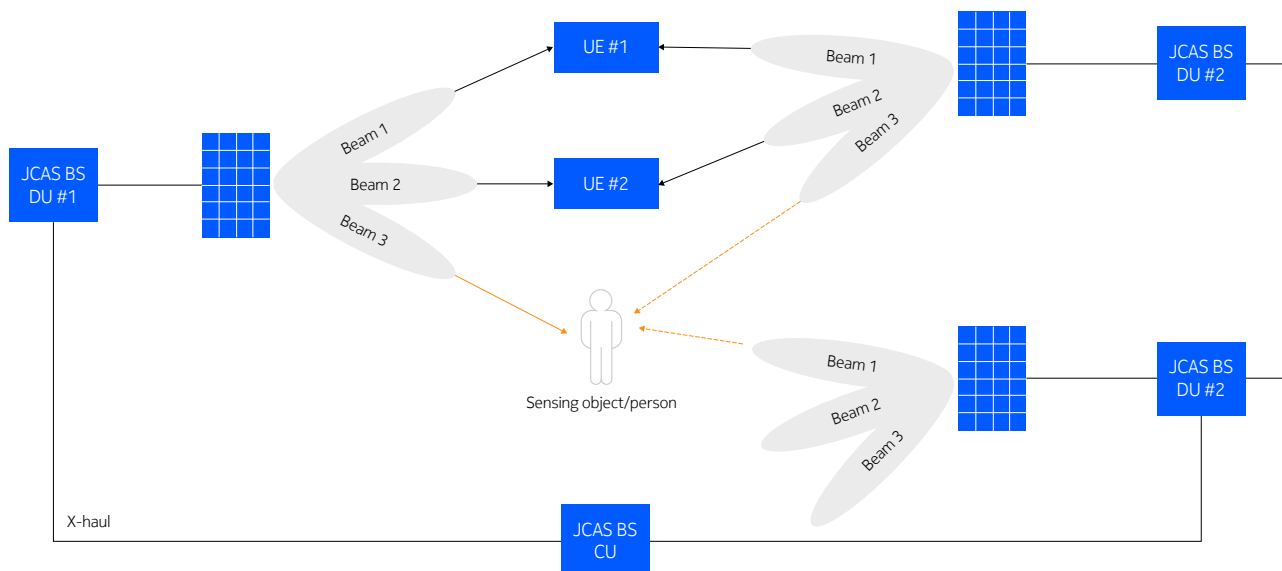 JCAS BS
DU #1
Beam 1
Beam 2
Beam 3
UE #1
UE #2
Beam 1
Beam 2
Beam 3
JCAS BS
DU #2
Sensing object/person
Beam 1
Beam 2
Beam 3
JCAS BS
DU #2
X-haul
JCAS BS
CU